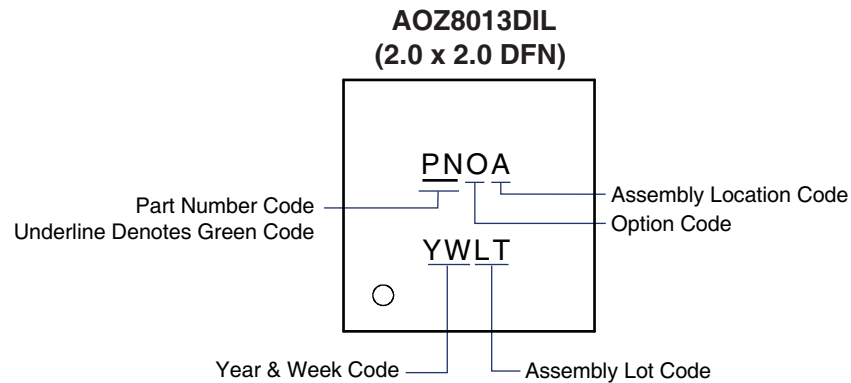 AOZ8013DIL
(2.0 x 2.0 DFN)
PNOA
Part Number Code
Underline Denotes Green Code
Assembly Location Code
Option Code
YWLT
Year & Week Code
Assembly Lot Code